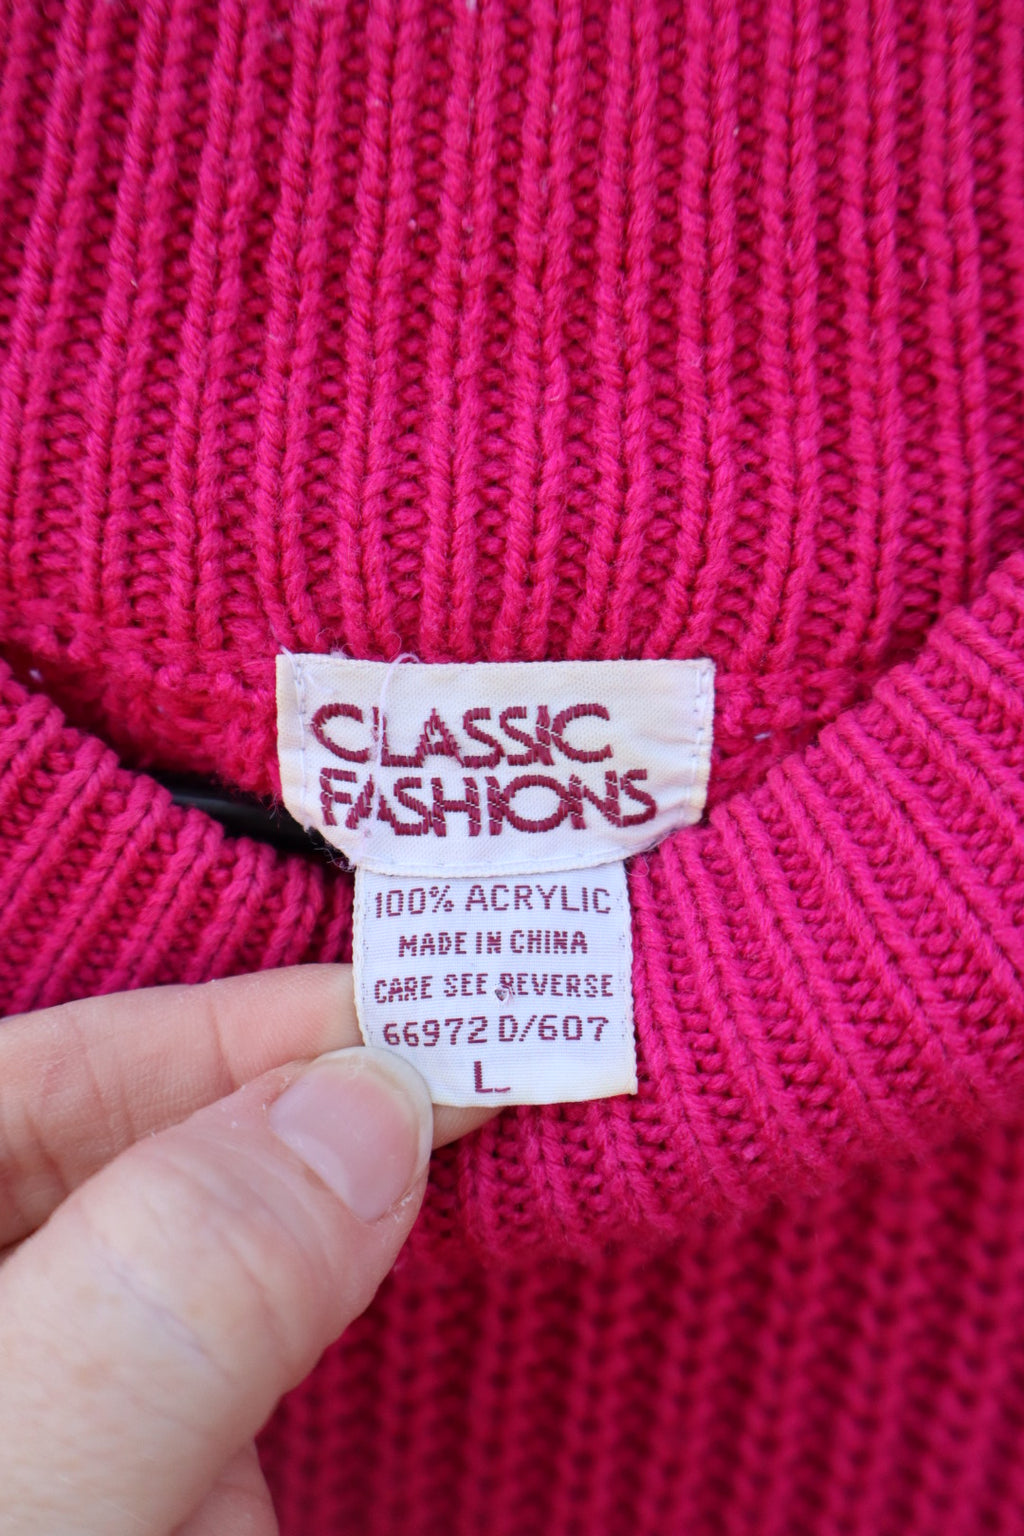 CLASSIC
FASHIONS
100% ACRYLIC
MADE IN CHINA
CARE SEE REVERSE
66972 D/607
L